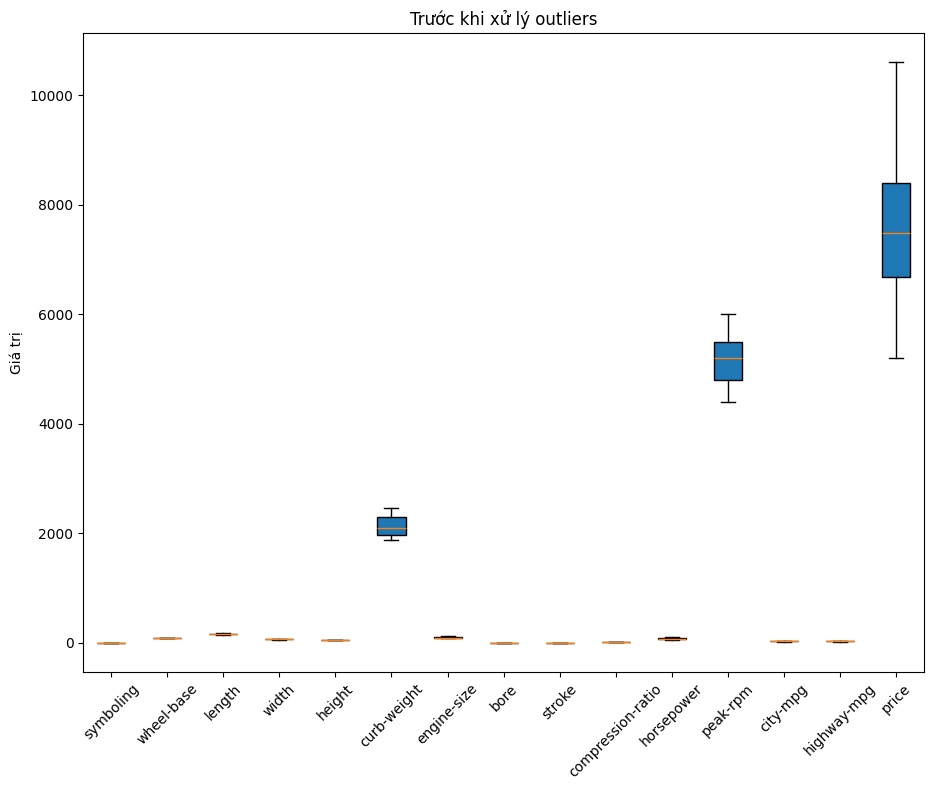 Trước khi xử lý outliers
Giá trị
10000
8000
6000
4000
2000
0
symboling
wheel-base
length
width
height
curb-weight
engine-size
bore
stroke
compression-ratio
horsepower
peak-rpm
city-mpg
highway-mpg
price